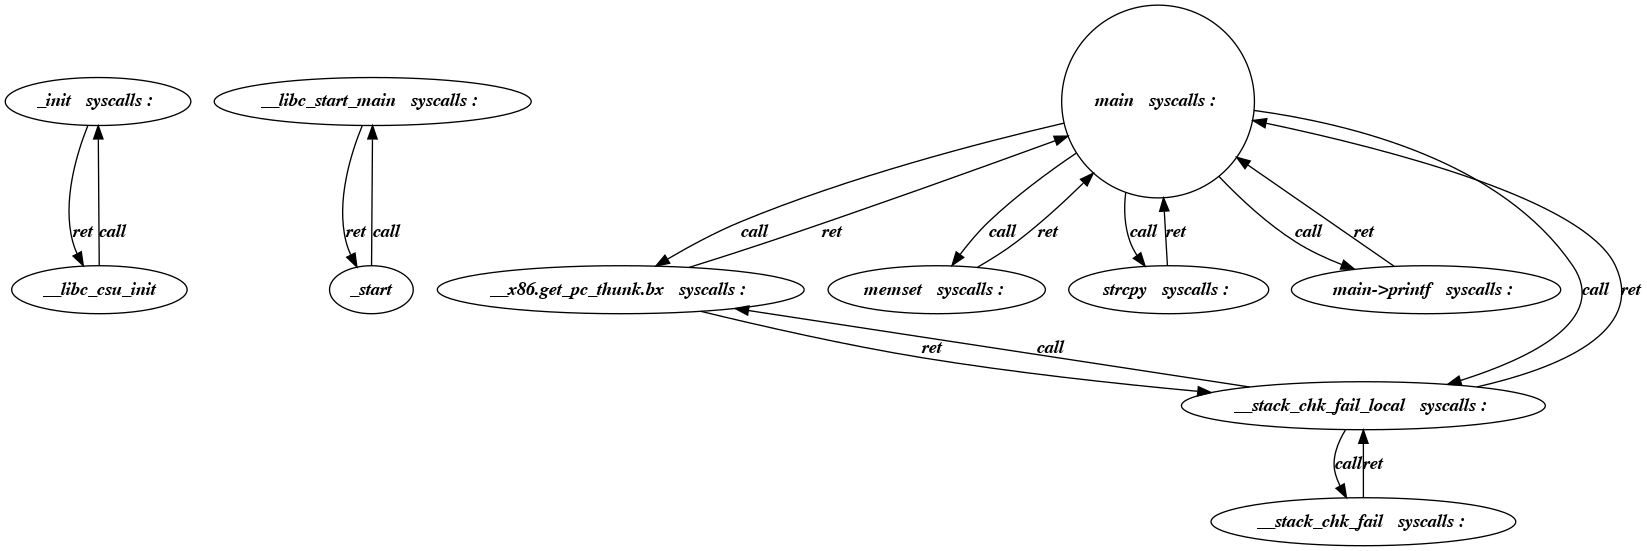 _init   syscalls :
__libc_start_main   syscalls :
main   syscalls :
ret
call
ret
call
call
ret
call
ret
call
ret
call
ret
__libc_csu_init
_start
__x86.get_pc_thunk.bx   syscalls :
memset   syscalls :
strcpy   syscalls :
main->printf   syscalls :
call
ret
ret
call
__stack_chk_fail_local   syscalls :
call
ret
__stack_chk_fail   syscalls :